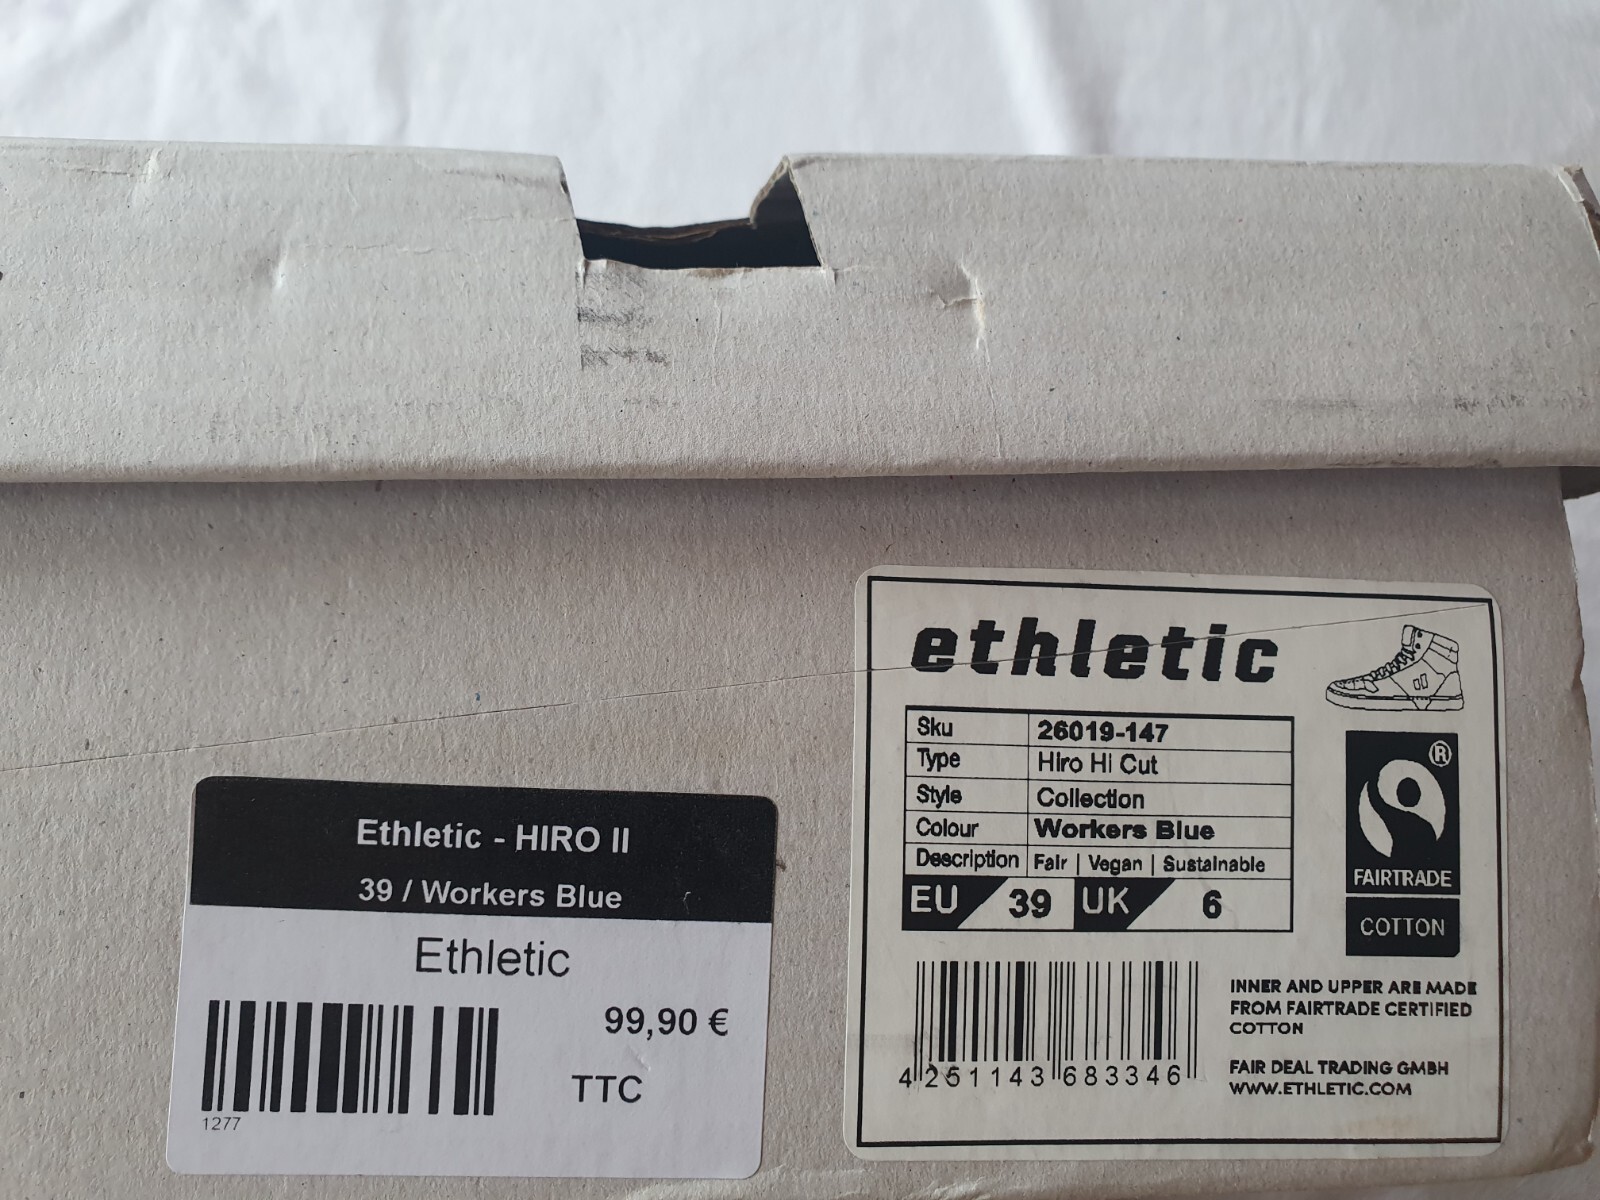 Ethletic - HIRO II
39 / Workers Blue
Ethletic
99,90 €
TTC
1277
ethletic
Sku 26019-147
Type Hiro Hi Cut
Style Collection
Colour Workers Blue
Description Fair | Vegan | Sustainable
EU 39 UK 6
®
FAIRTRADE
COTTON
4 251143 683346
INNER AND UPPER ARE MADE
FROM FAIRTRADE CERTIFIED
COTTON
FAIR DEAL TRADING GMBH
WWW.ETHLETIC.COM